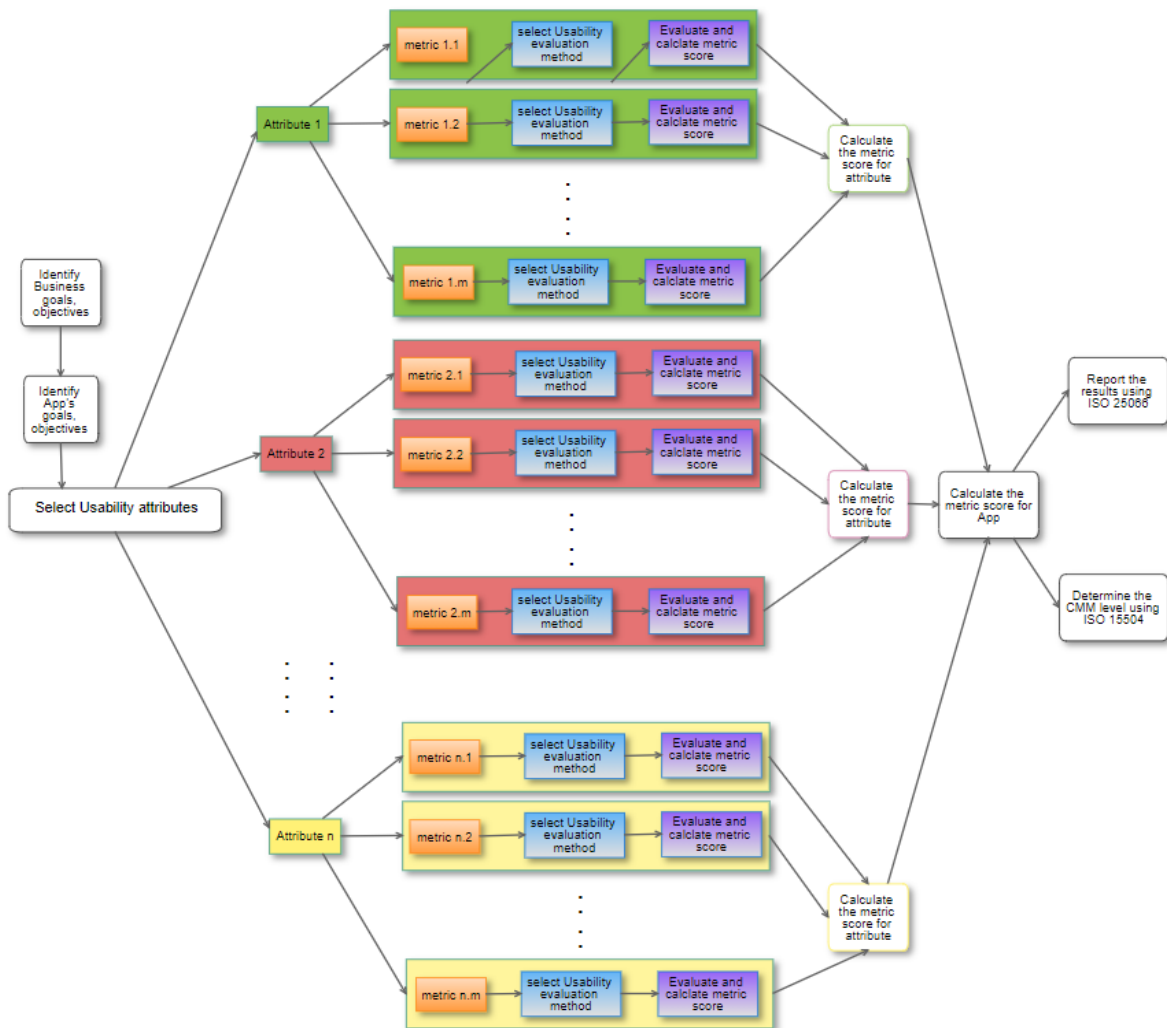 Identify
Business
goals,
objectives
Identify
App's
goals,
objectives
Select Usability attributes
Attribute 1
metric 1.1
select Usability
evaluation
method
Evaluate and
calclate metric
score
metric 1.2
select Usability
evaluation
method
Evaluate and
calclate metric
score
metric 1.m
select Usability
evaluation
method
Evaluate and
calclate metric
score
Calculate
the metric
score for
attribute
Attribute 2
metric 2.1
select Usability
evaluation
method
Evaluate and
calclate metric
score
metric 2.2
select Usability
evaluation
method
Evaluate and
calclate metric
score
metric 2.m
select Usability
evaluation
method
Evaluate and
calclate metric
score
Calculate
the metric
score for
attribute
Attribute n
metric n.1
select Usability
evaluation
method
Evaluate and
calclate metric
score
metric n.2
select Usability
evaluation
method
Evaluate and
calclate metric
score
metric n.m
select Usability
evaluation
method
Evaluate and
calclate metric
score
Calculate
the metric
score for
attribute
Calculate the
metric score for
App
Report the
results using
ISO 25066
Determine the
CMM level using
ISO 15504